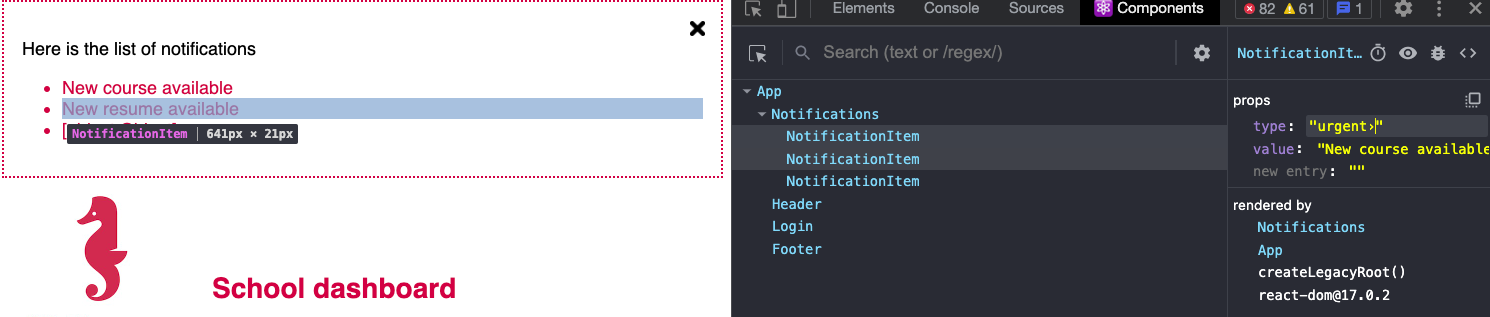 Here is the list of notifications
New course available
New resume available
NotificationItem | 641px × 21px
School dashboard
Elements Console Sources Components 82 61 1
Search (text or /regex/)
App
Notifications
NotificationItem
NotificationItem
NotificationItem
Header
Login
Footer
NotificationIt…
props
type: "urgent›"
value: "New course available
new entry: ""
rendered by
Notifications
App
createLegacyRoot()
react-dom@17.0.2